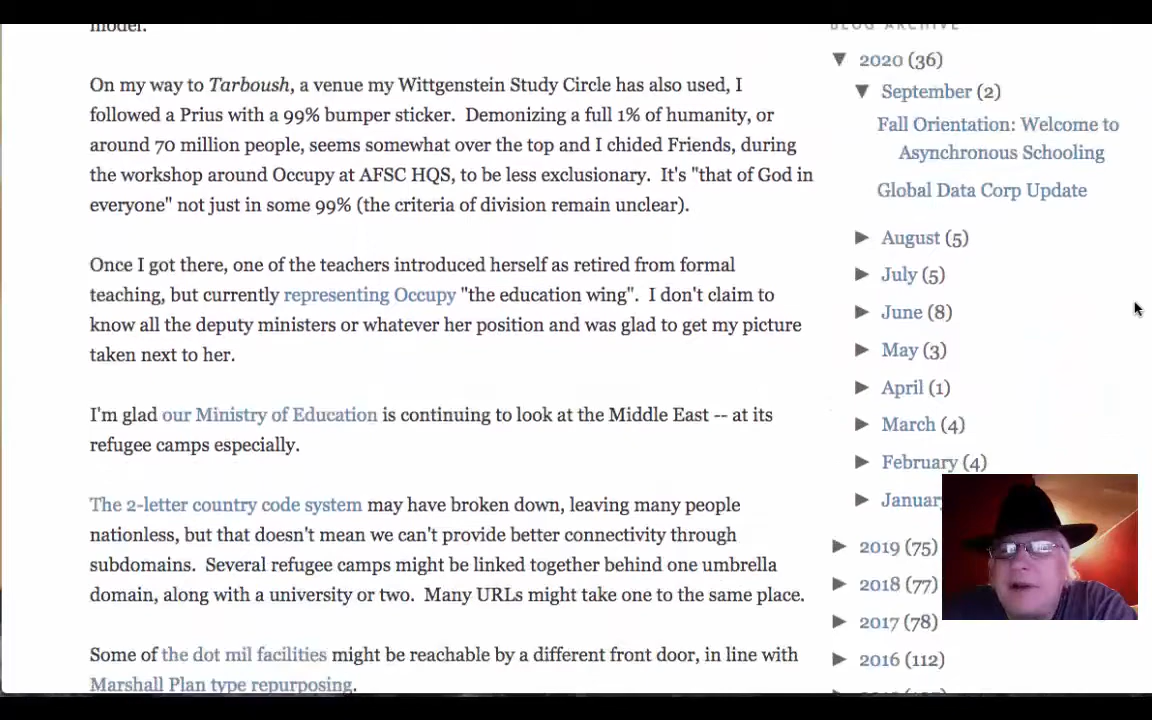 model.
On my way to Tarboush, a venue my Wittgenstein Study Circle has also used, I
followed a Prius with a 99% bumper sticker.  Demonizing a full 1% of humanity, or
around 70 million people, seems somewhat over the top and I chided Friends, during
the workshop around Occupy at AFSC HQS, to be less exclusionary.  It's "that of God in
everyone" not just in some 99% (the criteria of division remain unclear).
Once I got there, one of the teachers introduced herself as retired from formal
teaching, but currently representing Occupy "the education wing".  I don't claim to
know all the deputy ministers or whatever her position and was glad to get my picture
taken next to her.
I'm glad our Ministry of Education is continuing to look at the Middle East -- at its
refugee camps especially.
The 2-letter country code system may have broken down, leaving many people
nationless, but that doesn't mean we can't provide better connectivity through
subdomains.  Several refugee camps might be linked together behind one umbrella
domain, along with a university or two.  Many URLs might take one to the same place.
Some of the dot mil facilities might be reachable by a different front door, in line with
Marshall Plan type repurposing.
BLOG ARCHIVE
▼ 2020 (36)
▼ September (2)
Fall Orientation: Welcome to
Asynchronous Schooling
Global Data Corp Update
► August (5)
► July (5)
► June (8)
► May (3)
► April (1)
► March (4)
► February (4)
► Januar
► 2019 (75)
► 2018 (77)
► 2017 (78)
► 2016 (112)